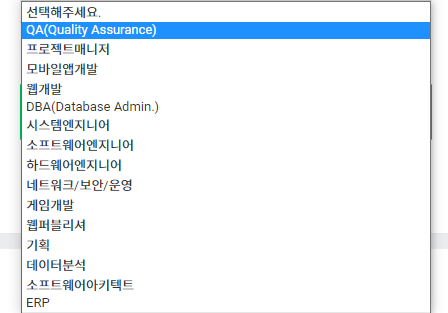 선택해주세요.
QA(Quality Assurance)
프로젝트매니저
모바일앱개발
웹개발
DBA(Database Admin.)
시스템엔지니어
소프트웨어엔지니어
하드웨어엔지니어
네트워크/보안/운영
게임개발
웹퍼블리셔
기획
데이터분석
소프트웨어아키텍트
ERP